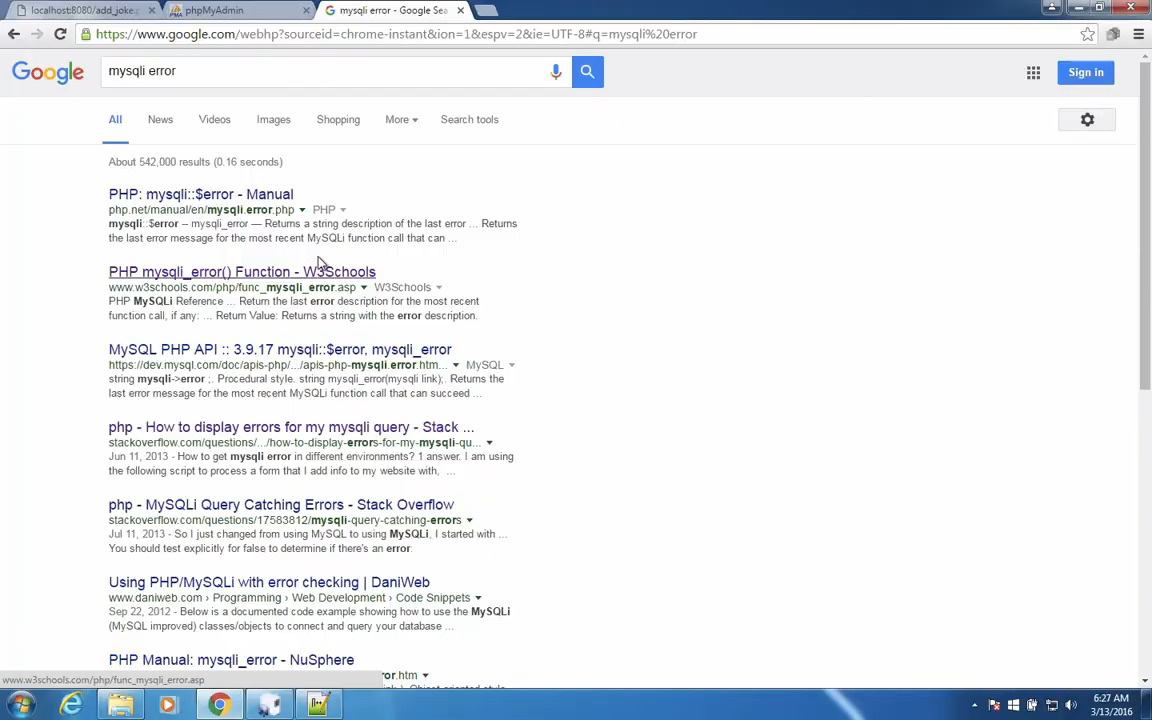 localhost:8080/add_joke.p
phpMyAdmin
mysqli error - Google Sea
https://www.google.com/webhp?sourceid=chrome-instant&ion=1&espv=2&ie=UTF-8#q=mysqli%20error
Google
mysqli error
Sign in
All News Videos Images Shopping More Search tools
About 542,000 results (0.16 seconds)
PHP: mysqli::$error - Manual
php.net/manual/en/mysqli.error.php PHP
mysqli::$error -- mysqli_error — Returns a string description of the last error ... Returns
the last error message for the most recent MySQLi function call that can ...
PHP mysqli_error() Function - W3Schools
www.w3schools.com/php/func_mysqli_error.asp W3Schools
PHP MySQLi Reference ... Return the last error description for the most recent
function call, if any: ... Return Value: Returns a string with the error description.
MySQL PHP API :: 3.9.17 mysqli::$error, mysqli_error
https://dev.mysql.com/doc/apis-php/.../apis-php-mysqli.error.htm... MySQL
string mysqli->error ;. Procedural style. string mysqli_error(mysqli link);. Returns the
last error message for the most recent MySQLi function call that can succeed ...
php - How to display errors for my mysqli query - Stack ...
stackoverflow.com/questions/.../how-to-display-errors-for-my-mysqli-qu...
Jun 11, 2013 - How to get mysqli error in different environments? 1 answer. I am using
the following script to process a form that I add info to my website with, ...
php - MySQLi Query Catching Errors - Stack Overflow
stackoverflow.com/questions/17583812/mysqli-query-catching-errors
Jul 11, 2013 - So I just changed from using MySQL to using MySQLi, I started with ...
You should test explicitly for false to determine if there's an error.
Using PHP/MySQLi with error checking | DaniWeb
www.daniweb.com › Programming › Web Development › Code Snippets
Sep 22, 2012 - Below is a documented code example showing how to use the MySQLi
(MySQL improved) classes/objects to connect and query your database ...
PHP Manual: mysqli_error - NuSphere
www.w3schools.com/php/func_mysqli_error.asp
6:27 AM
3/13/2016